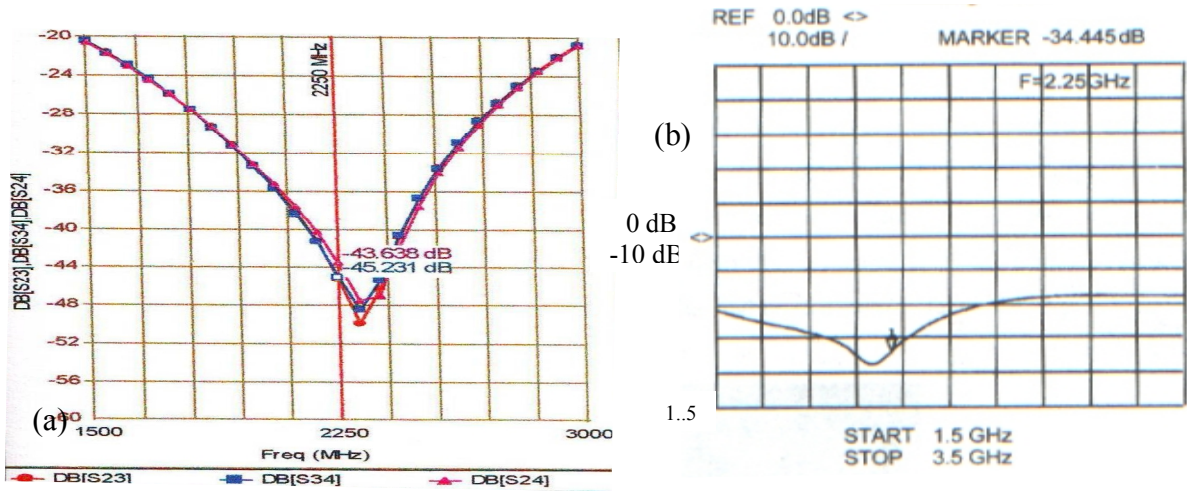 -20
-24
-28
-32
-36
-40
-44
-48
-52
-56
-60
DB[S23],DB[S34],DB[S24]
2250 MHz
-43.638 dB
-45.231 dB
(a)
1500 2250 3000
Freq (MHz)
DB[S23] DB[S34] DB[S24]
REF 0.0dB <>
10.0dB / MARKER -34.445dB
F=2.25GHz
(b)
0 dB
<>
-10 dB
1..5
START 1.5 GHz
STOP 3.5 GHz